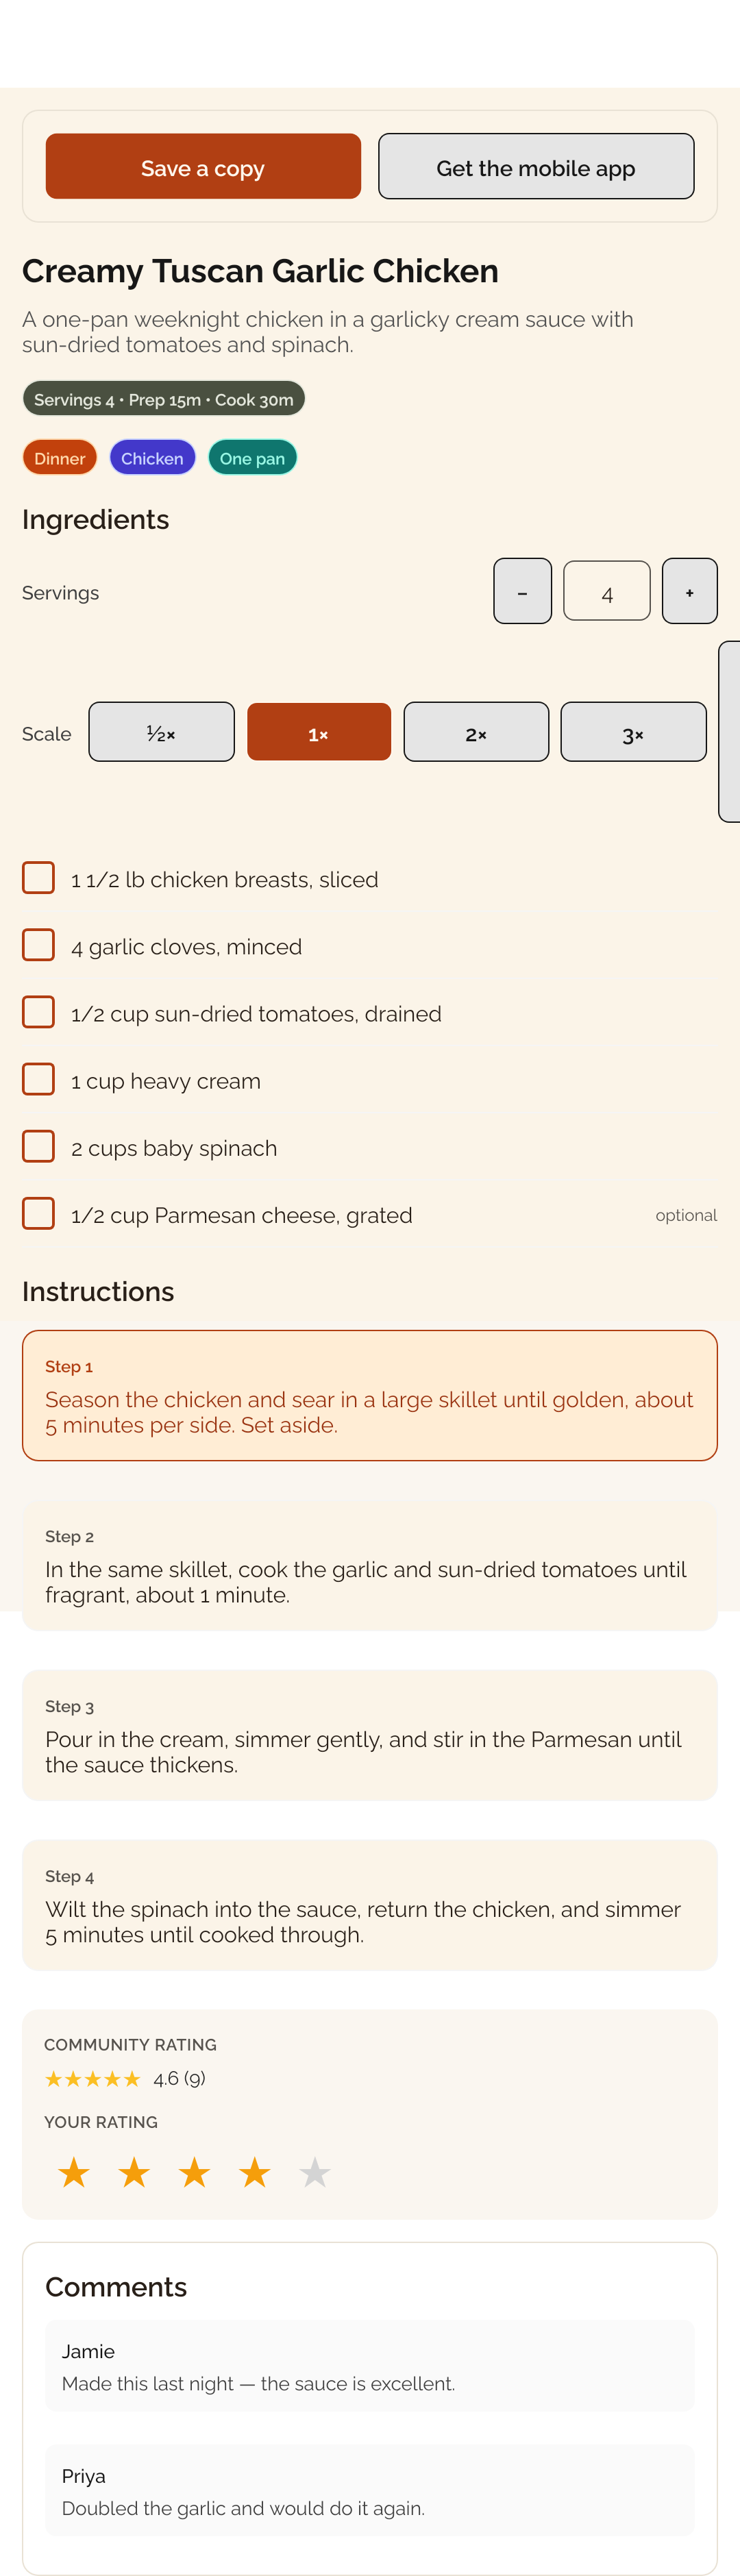 Save a copy
Get the mobile app
Creamy Tuscan Garlic Chicken
A one-pan weeknight chicken in a garlicky cream sauce with
sun-dried tomatoes and spinach.
Servings 4 • Prep 15m • Cook 30m
Dinner
Chicken
One pan
Ingredients
Servings
–
4
+
Scale
½×
1×
2×
3×
1 1/2 lb chicken breasts, sliced
4 garlic cloves, minced
1/2 cup sun-dried tomatoes, drained
1 cup heavy cream
2 cups baby spinach
1/2 cup Parmesan cheese, grated
optional
Instructions
Step 1
Season the chicken and sear in a large skillet until golden, about
5 minutes per side. Set aside.
Step 2
In the same skillet, cook the garlic and sun-dried tomatoes until
fragrant, about 1 minute.
Step 3
Pour in the cream, simmer gently, and stir in the Parmesan until
the sauce thickens.
Step 4
Wilt the spinach into the sauce, return the chicken, and simmer
5 minutes until cooked through.
COMMUNITY RATING
★★★★★ 4.6 (9)
YOUR RATING
★ ★ ★ ★ ★
Comments
Jamie
Made this last night — the sauce is excellent.
Priya
Doubled the garlic and would do it again.